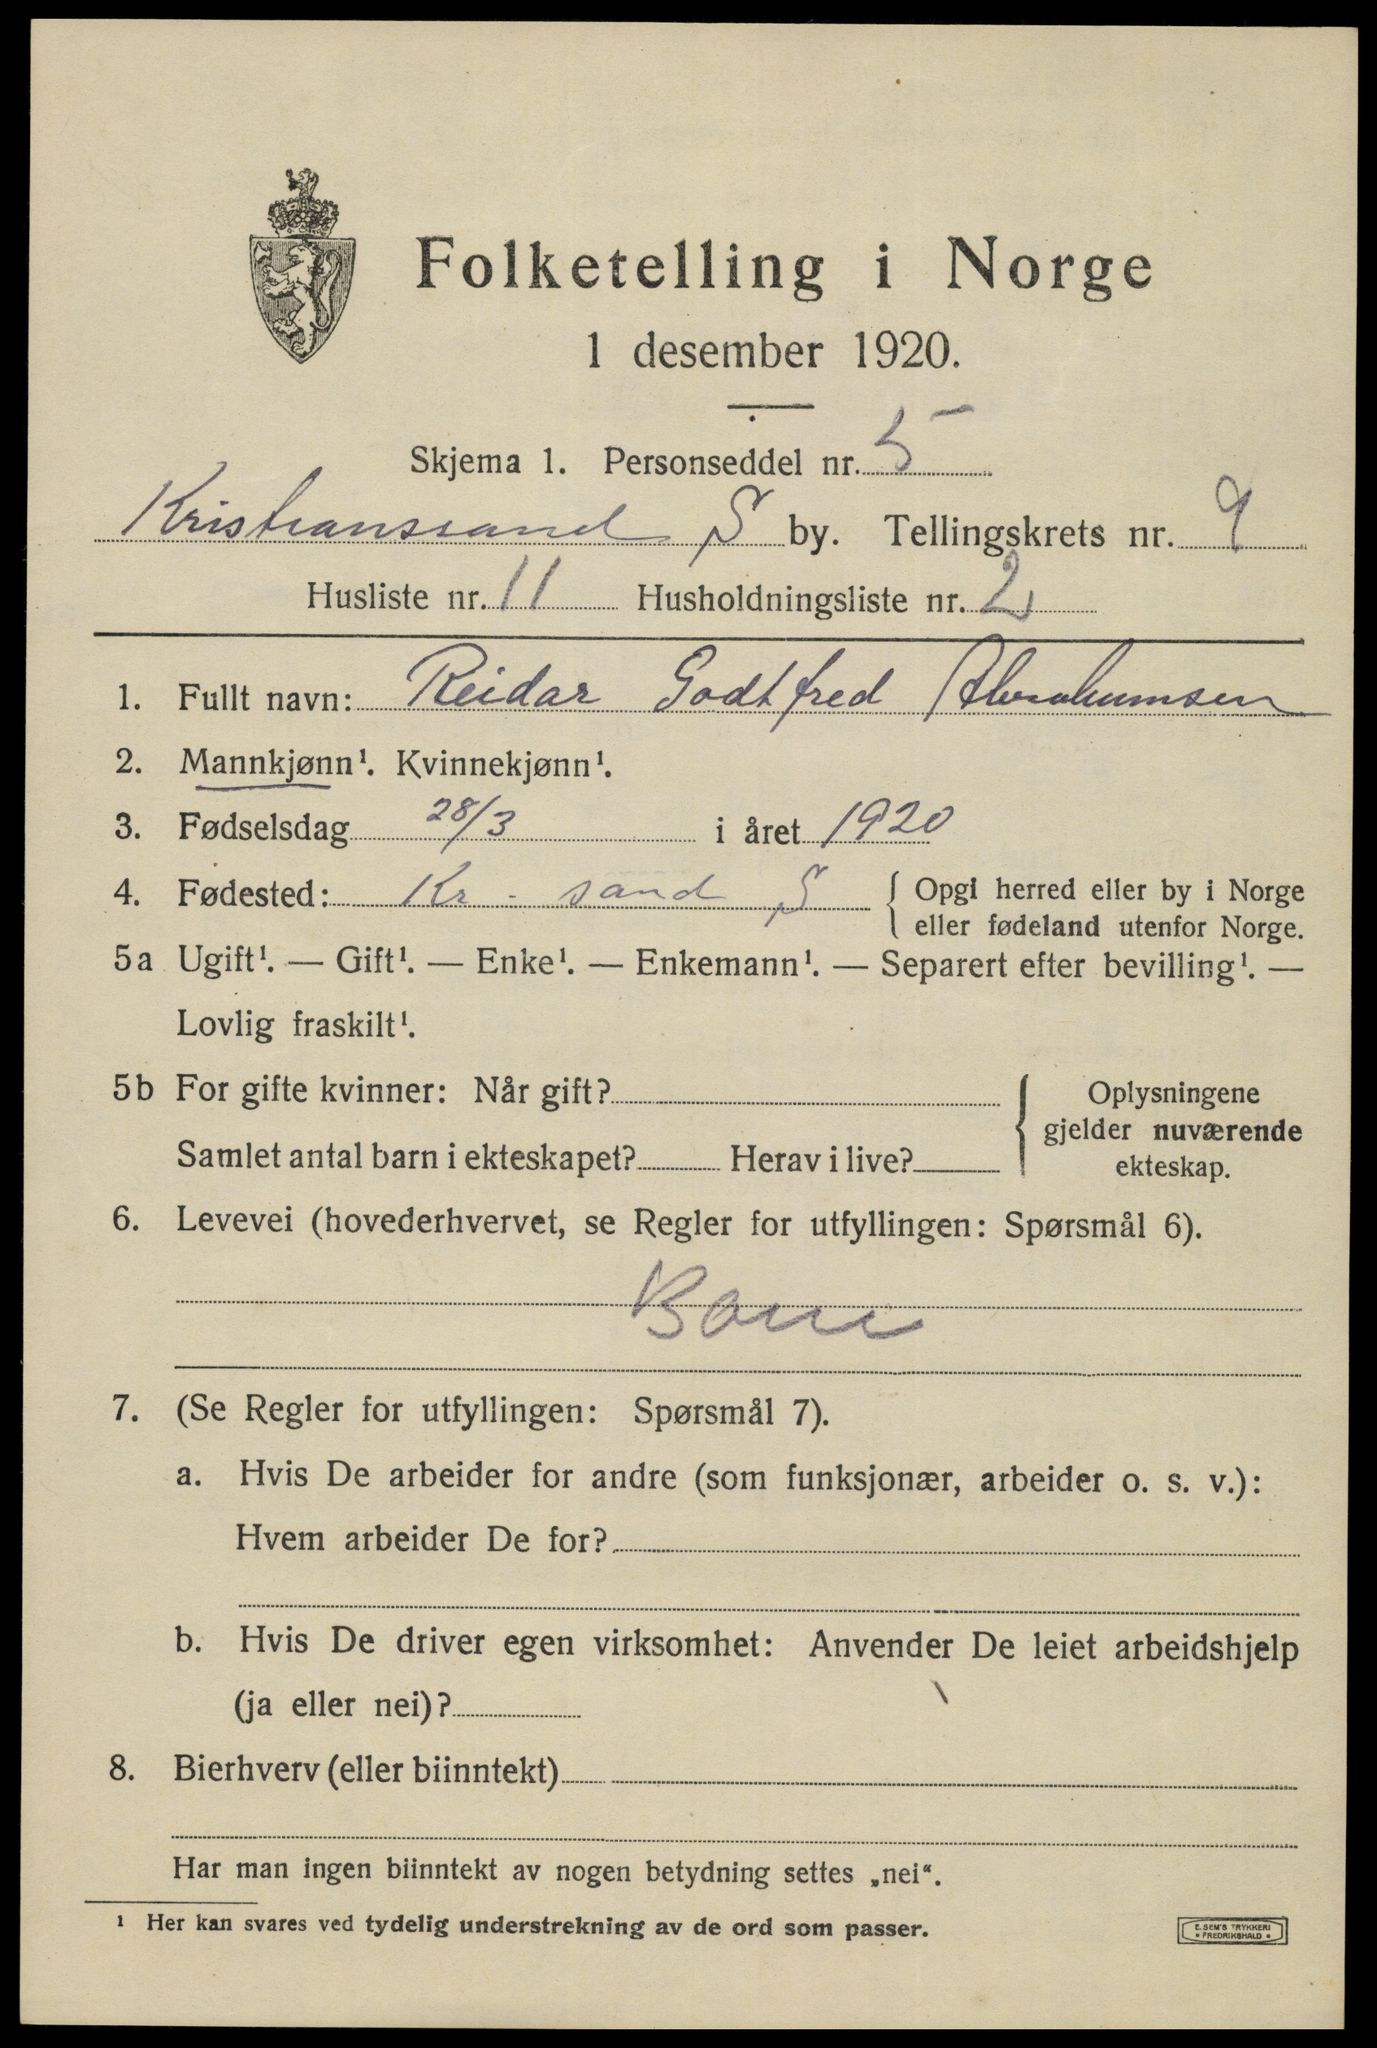 Folketelling i Norge
1 desember 1920.
Skjema 1. Personseddel nr. 5
Kristianssand S by. Tellingskrets nr. 9
Husliste nr. 11 Husholdningsliste nr. 2
1. Fullt navn: Reidar Godtfred Abrahamsen
2. Mannkjønn¹. Kvinnekjønn¹.
3. Fødselsdag 28/3 i året 1920
4. Fødested: Kr.sand S { Opgi herred eller by i Norge
eller fødeland utenfor Norge.
5a Ugift¹. — Gift¹. — Enke¹. — Enkemann¹. — Separert efter bevilling¹. —
Lovlig fraskilt¹.
5b For gifte kvinner: Når gift?
Samlet antal barn i ekteskapet? Herav i live?
Oplysningene
gjelder nuværende
ekteskap.
6. Levevei (hovederhvervet, se Regler for utfyllingen: Spørsmål 6).
Barn
7. (Se Regler for utfyllingen: Spørsmål 7).
a. Hvis De arbeider for andre (som funksjonær, arbeider o. s. v.):
Hvem arbeider De for?
b. Hvis De driver egen virksomhet: Anvender De leiet arbeidshjelp
(ja eller nei)?
8. Bierhverv (eller biinntekt)
Har man ingen biinntekt av nogen betydning settes „nei“.
¹ Her kan svares ved tydelig understrekning av de ord som passer.
E. SEM'S TRYKKERI
• FREDRIKSHALD •